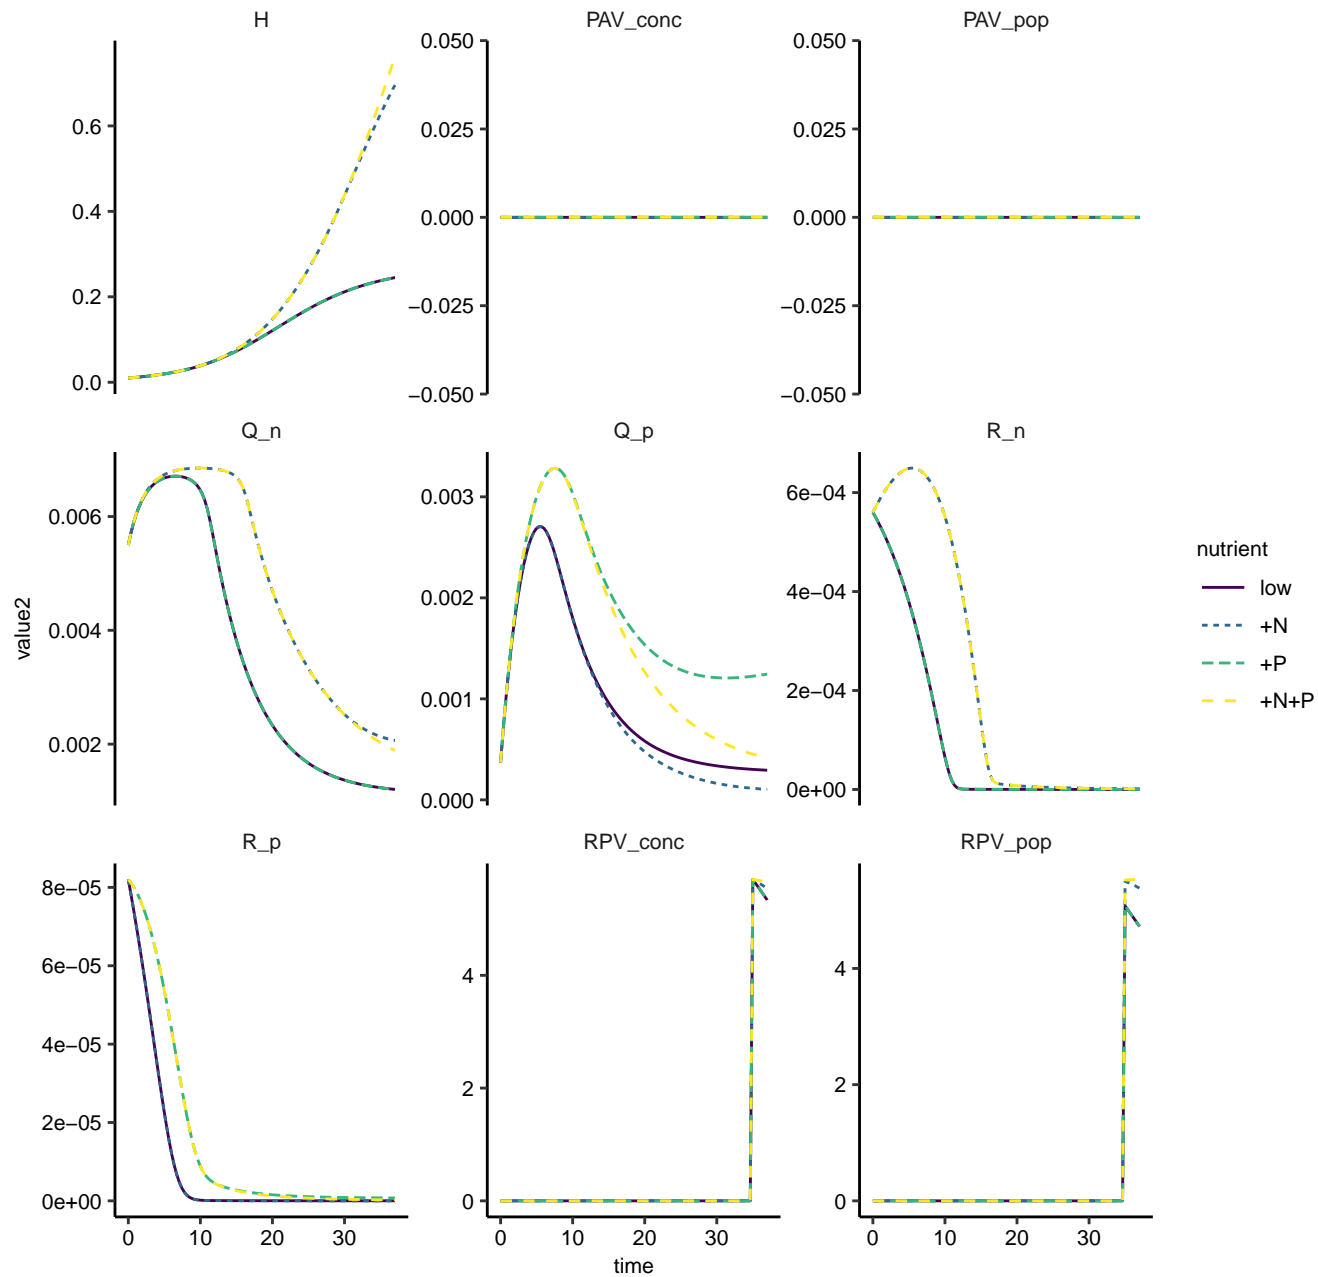 H
PAV_conc
PAV_pop
0.6
0.4
0.2
0.0
0.050
0.025
0.000
−0.025
−0.050
0.050
0.025
0.000
−0.025
−0.050
Q_n
Q_p
R_n
0.006
0.004
0.002
0.003
0.002
0.001
0.000
6e−04
4e−04
2e−04
0e+00
R_p
RPV_conc
RPV_pop
8e−05
6e−05
4e−05
2e−05
0e+00
4
2
0
4
2
0
0 10 20 30
0 10 20 30
0 10 20 30
time
value2
nutrient
low
+N
+P
+N+P